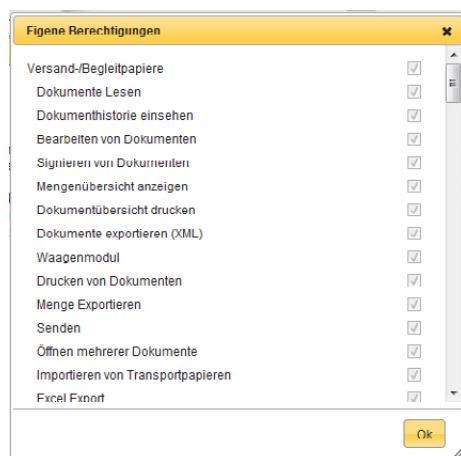 Eigene Berechtigungen
Versand-/Begleitpapiere
Dokumente Lesen
Dokumenthistorie einsehen
Bearbeiten von Dokumenten
Signieren von Dokumenten
Mengenübersicht anzeigen
Dokumentübersicht drucken
Dokumente exportieren (XML)
Waagenmodul
Drucken von Dokumenten
Menge Exportieren
Senden
Öffnen mehrerer Dokumente
Importieren von Transportpapieren
Excel Export
Ok